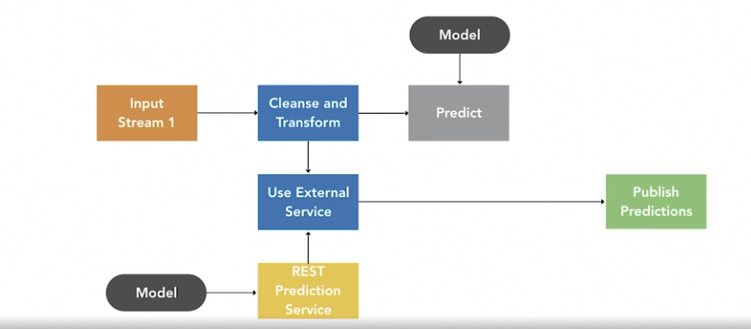 Model
Input
Stream 1
Cleanse and
Transform
Predict
Use External
Service
Publish
Predictions
Model
REST
Prediction
Service